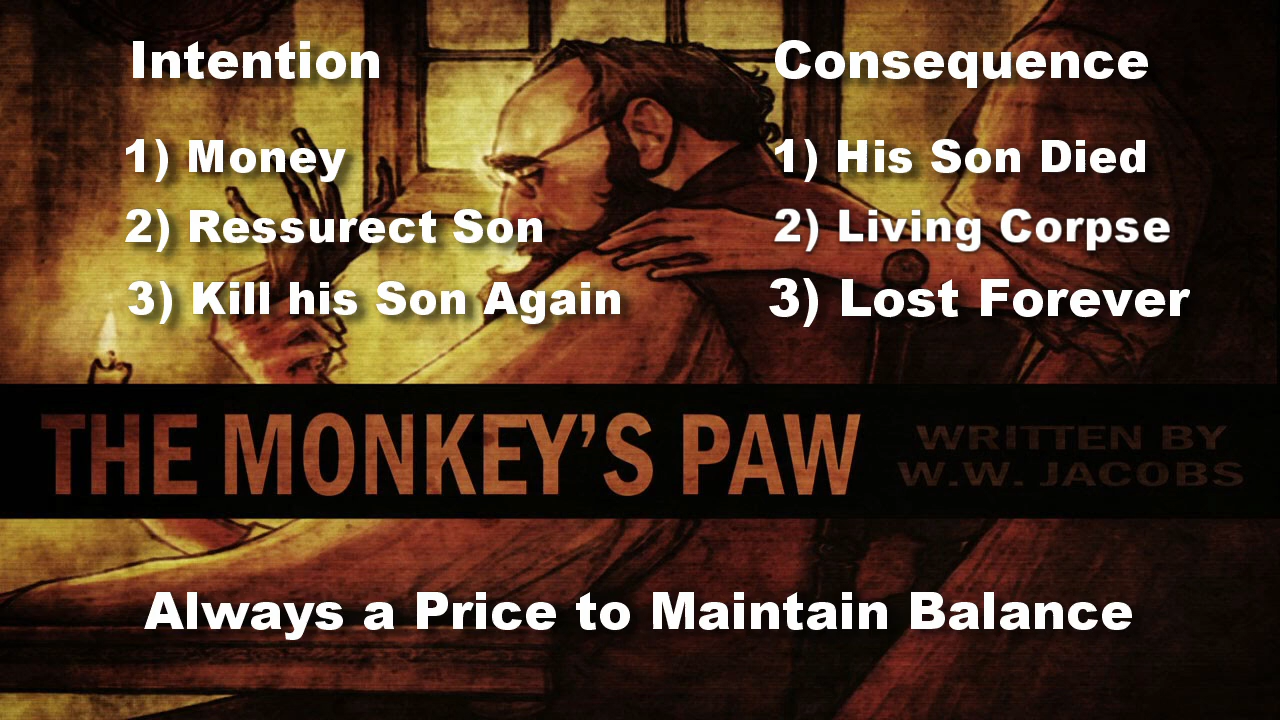 Intention
1) Money
2) Ressurect Son
3) Kill his Son Again
Consequence
1) His Son Died
2) Living Corpse
3) Lost Forever
THE MONKEY'S PAW
WRITTEN BY
W.W. JACOBS
Always a Price to Maintain Balance